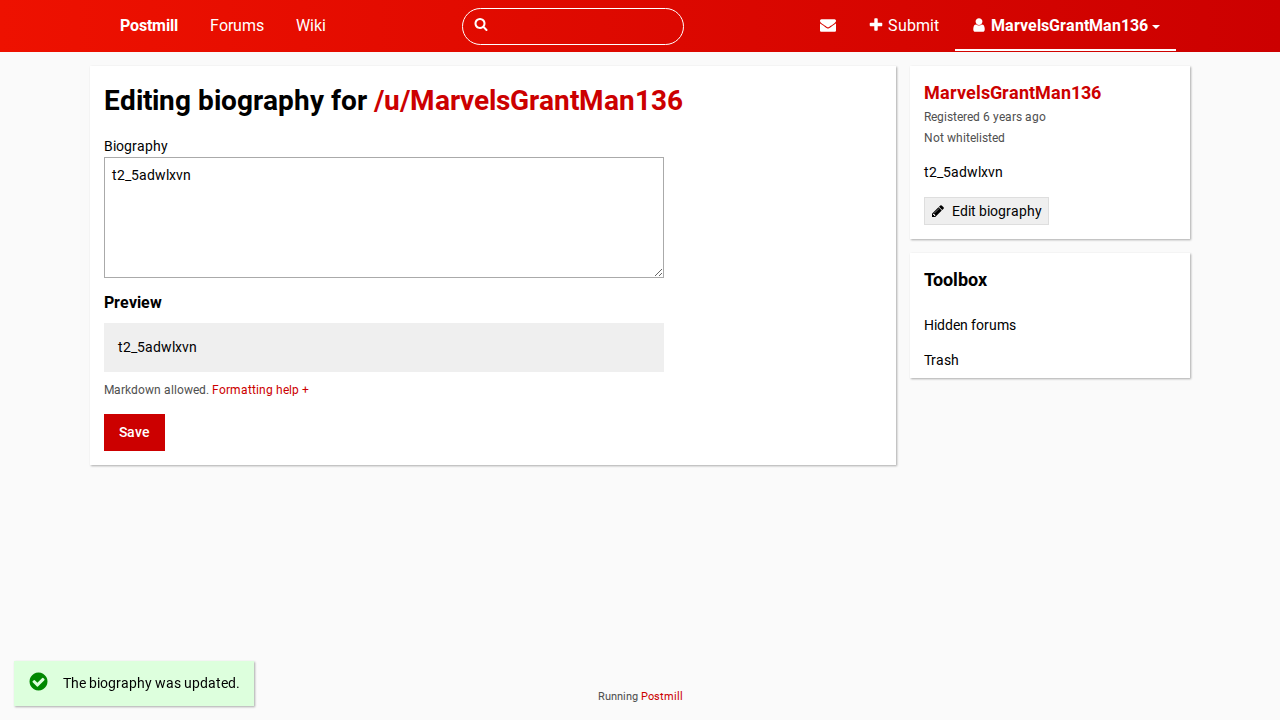 Postmill
Forums
Wiki
Submit
MarvelsGrantMan136
Editing biography for /u/MarvelsGrantMan136
Biography
t2_5adwlxvn
Preview
t2_5adwlxvn
Markdown allowed. Formatting help +
Save
MarvelsGrantMan136
Registered 6 years ago
Not whitelisted
t2_5adwlxvn
Edit biography
Toolbox
Hidden forums
Trash
The biography was updated.
Running Postmill